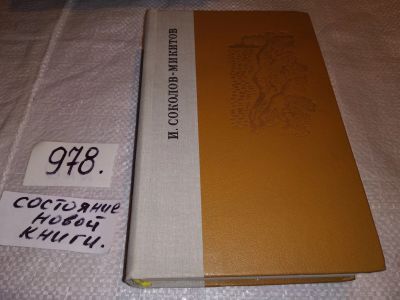 И. СОКОЛОВ-МИКИТОВ
978.
СОСТОЯНИЕ
НОВОЙ
КНИГИ.